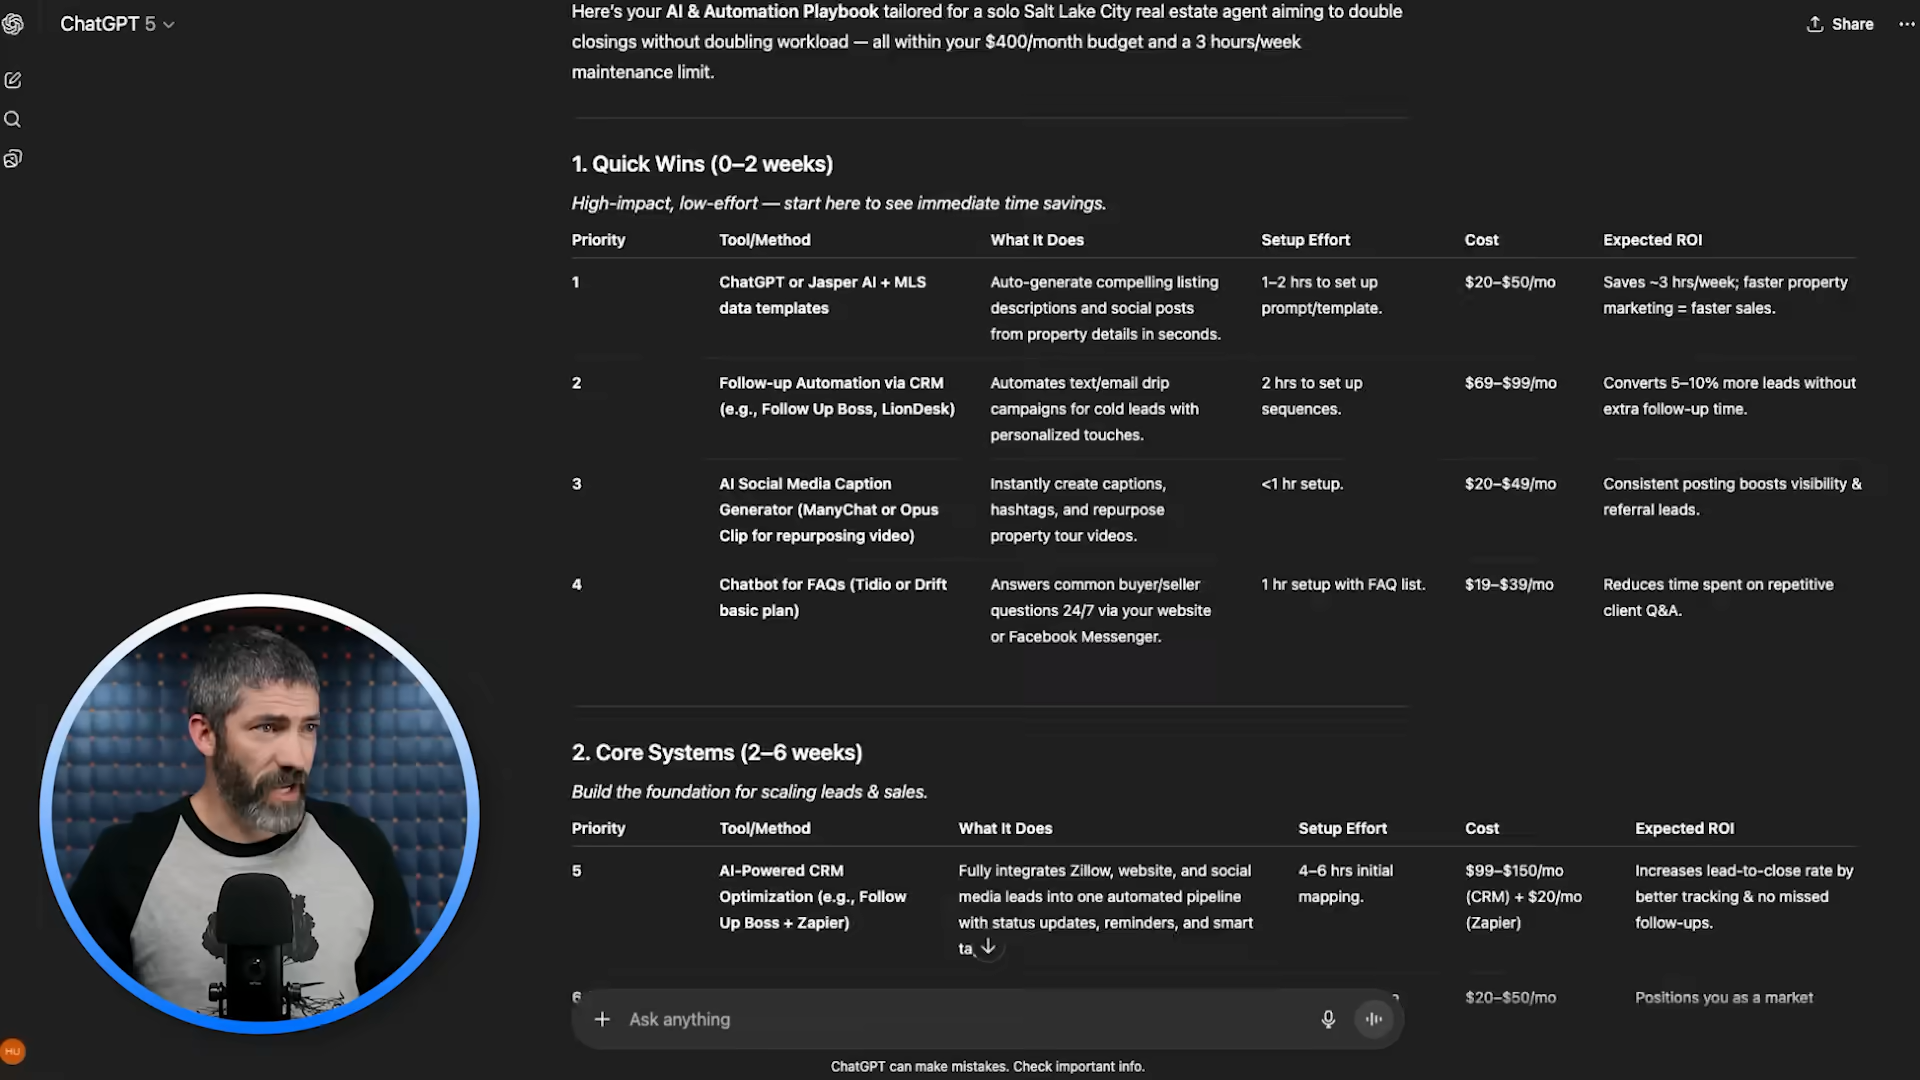 ChatGPT 5
Share
Here's your AI & Automation Playbook tailored for a solo Salt Lake City real estate agent aiming to double
closings without doubling workload — all within your $400/month budget and a 3 hours/week
maintenance limit.
1. Quick Wins (0–2 weeks)
High-impact, low-effort — start here to see immediate time savings.
Priority Tool/Method What It Does Setup Effort Cost Expected ROI
1 ChatGPT or Jasper AI + MLS Auto-generate compelling listing 1–2 hrs to set up $20–$50/mo Saves ~3 hrs/week; faster property
data templates descriptions and social posts prompt/template. marketing = faster sales.
from property details in seconds.
2 Follow-up Automation via CRM Automates text/email drip 2 hrs to set up $69–$99/mo Converts 5–10% more leads without
(e.g., Follow Up Boss, LionDesk) campaigns for cold leads with sequences. extra follow-up time.
personalized touches.
3 AI Social Media Caption Instantly create captions, <1 hr setup. $20–$49/mo Consistent posting boosts visibility &
Generator (ManyChat or Opus hashtags, and repurpose referral leads.
Clip for repurposing video) property tour videos.
4 Chatbot for FAQs (Tidio or Drift Answers common buyer/seller 1 hr setup with FAQ list. $19–$39/mo Reduces time spent on repetitive
basic plan) questions 24/7 via your website client Q&A.
or Facebook Messenger.
2. Core Systems (2–6 weeks)
Build the foundation for scaling leads & sales.
Priority Tool/Method What It Does Setup Effort Cost Expected ROI
5 AI-Powered CRM Fully integrates Zillow, website, and social 4–6 hrs initial $99–$150/mo Increases lead-to-close rate by
Optimization (e.g., Follow media leads into one automated pipeline mapping. (CRM) + $20/mo better tracking & no missed
Up Boss + Zapier) with status updates, reminders, and smart (Zapier) follow-ups.
ta
6 $20–$50/mo Positions you as a market
Ask anything
HU
ChatGPT can make mistakes. Check important info.